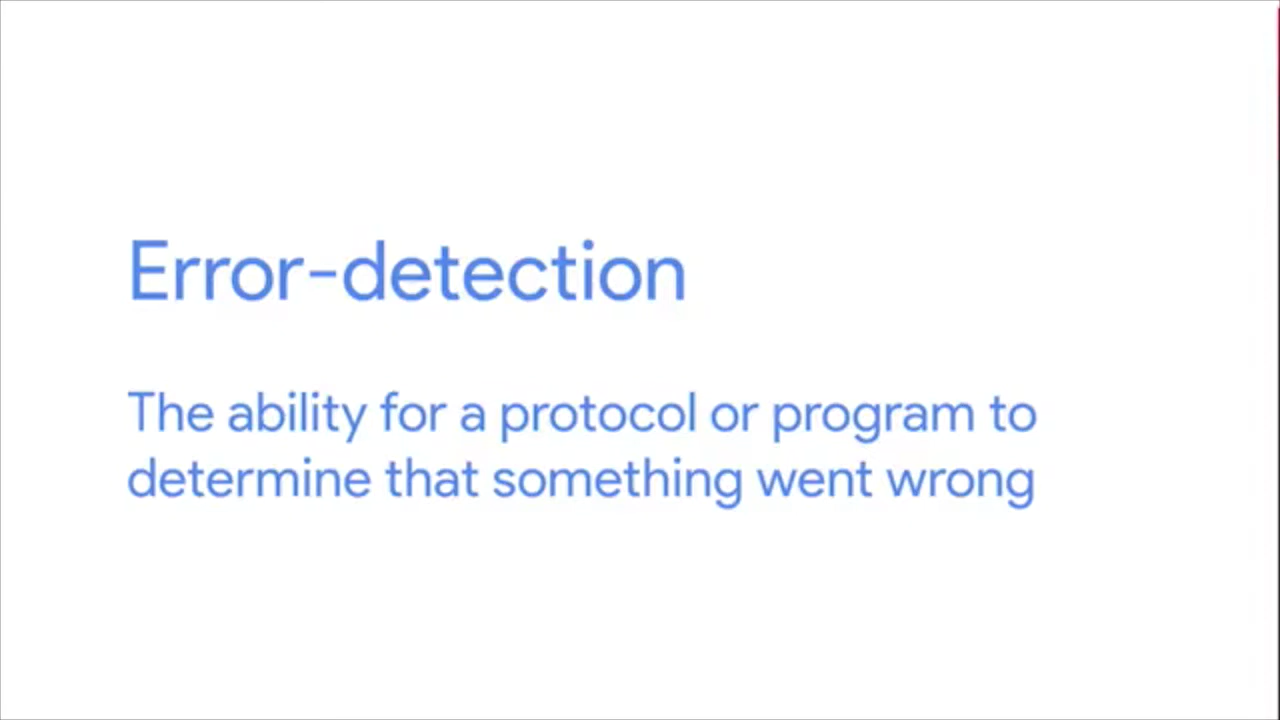 Error-detection
The ability for a protocol or program to
determine that something went wrong